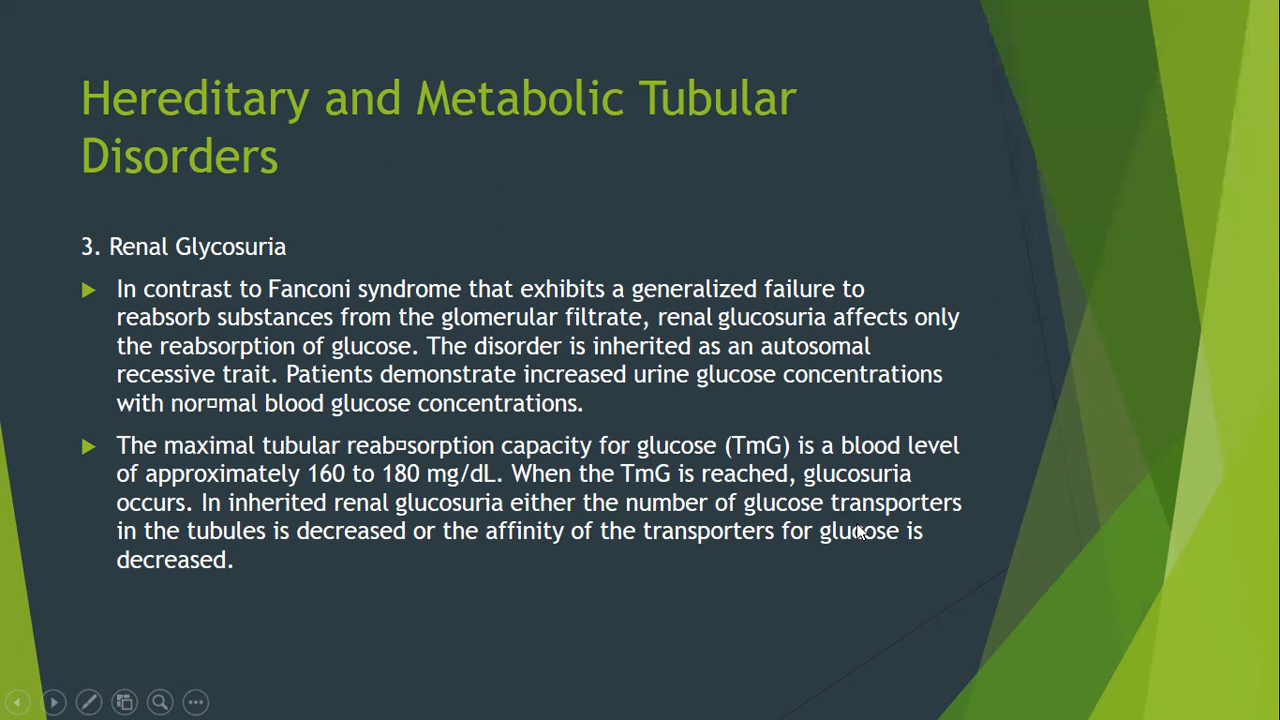 Hereditary and Metabolic Tubular
Disorders
3. Renal Glycosuria
In contrast to Fanconi syndrome that exhibits a generalized failure to
reabsorb substances from the glomerular filtrate, renal glucosuria affects only
the reabsorption of glucose. The disorder is inherited as an autosomal
recessive trait. Patients demonstrate increased urine glucose concentrations
with nor¤mal blood glucose concentrations.
The maximal tubular reab¤sorption capacity for glucose (TmG) is a blood level
of approximately 160 to 180 mg/dL. When the TmG is reached, glucosuria
occurs. In inherited renal glucosuria either the number of glucose transporters
in the tubules is decreased or the affinity of the transporters for glucose is
decreased.